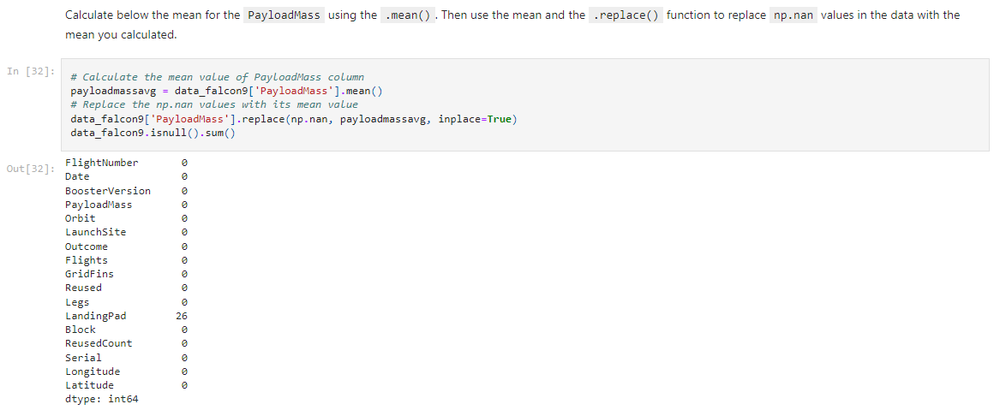 Calculate below the mean for the PayloadMass using the .mean() . Then use the mean and the .replace() function to replace np.nan values in the data with the
mean you calculated.
In [32]:
# Calculate the mean value of PayloadMass column
payloadmassavg = data_falcon9['PayloadMass'].mean()
# Replace the np.nan values with its mean value
data_falcon9['PayloadMass'].replace(np.nan, payloadmassavg, inplace=True)
data_falcon9.isnull().sum()
Out[32]:
FlightNumber 0
Date 0
BoosterVersion 0
PayloadMass 0
Orbit 0
LaunchSite 0
Outcome 0
Flights 0
GridFins 0
Reused 0
Legs 0
LandingPad 26
Block 0
ReusedCount 0
Serial 0
Longitude 0
Latitude 0
dtype: int64